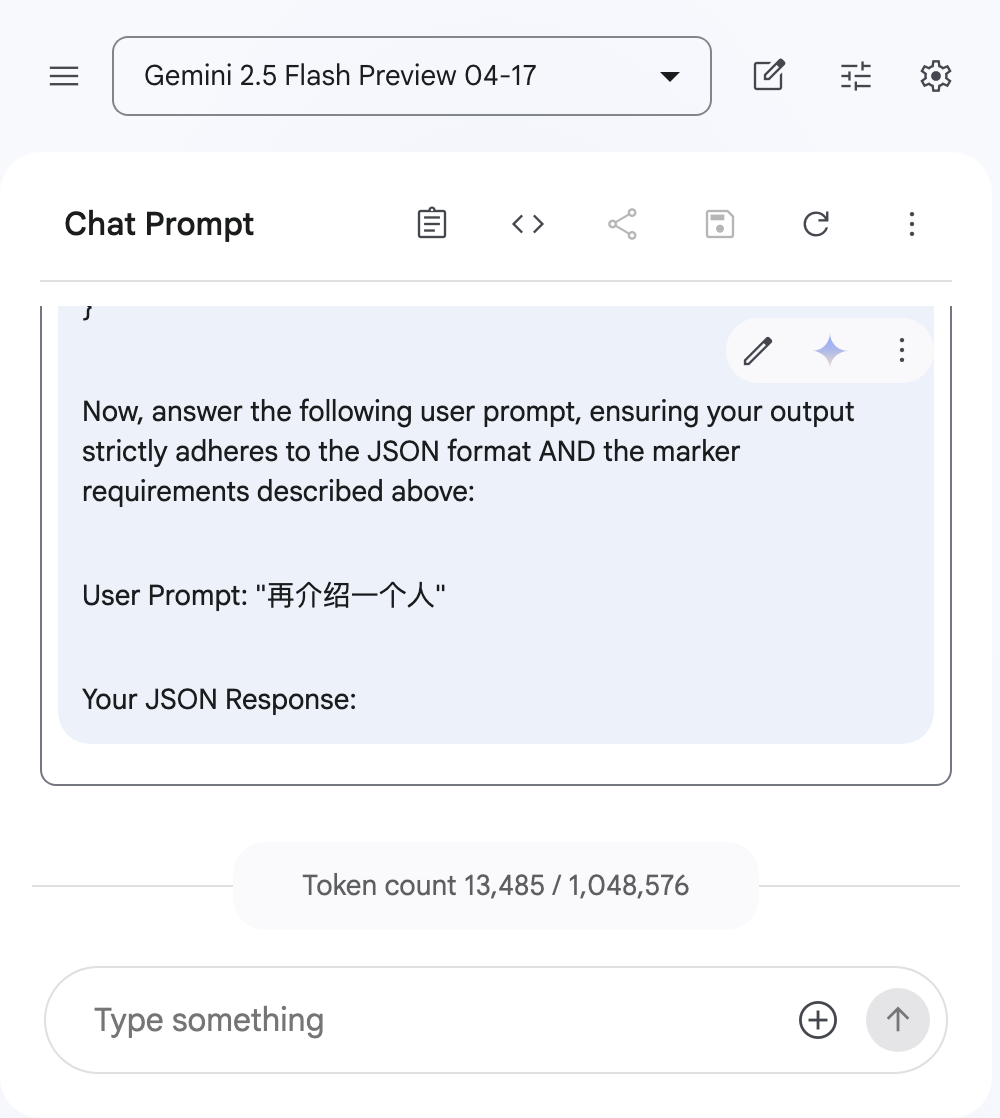 Gemini 2.5 Flash Preview 04-17
Chat Prompt
}
Now, answer the following user prompt, ensuring your output
strictly adheres to the JSON format AND the marker
requirements described above:
User Prompt: "再介绍一个人"
Your JSON Response:
Token count 13,485 / 1,048,576
Type something